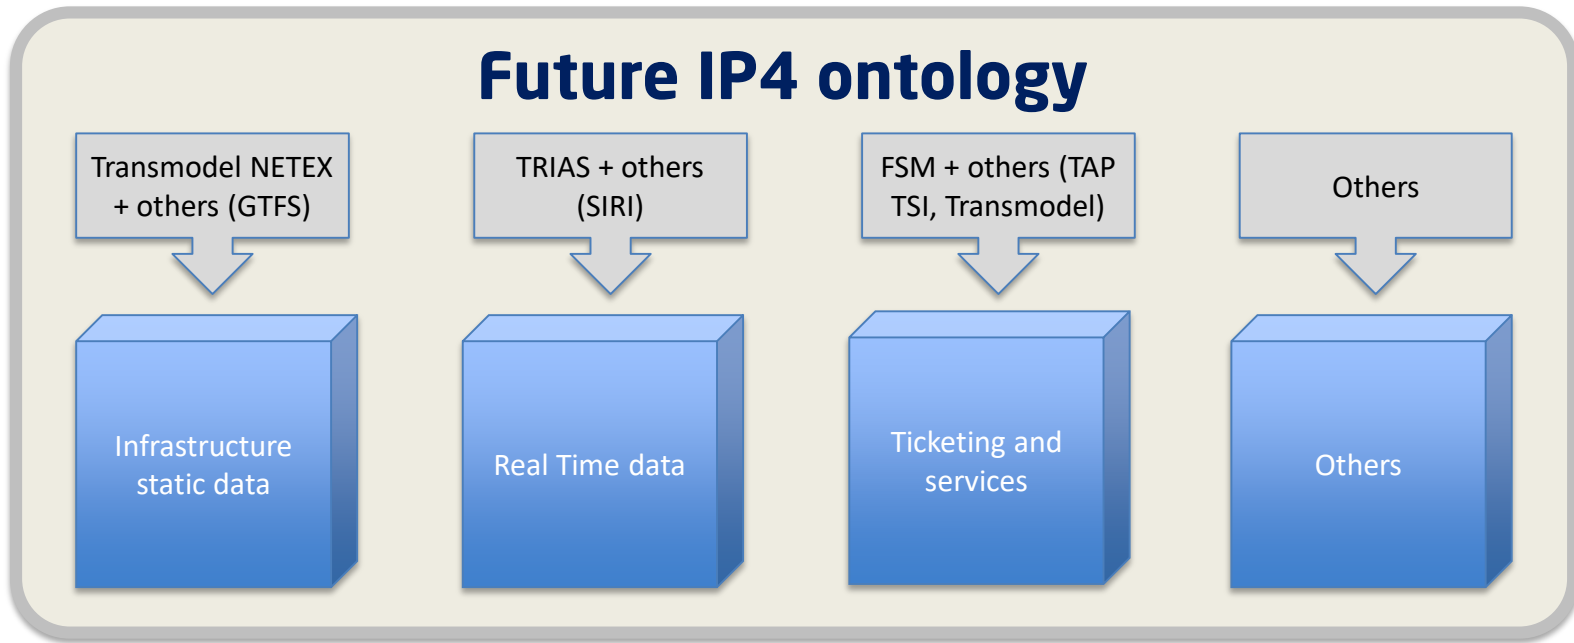 Future IP4 ontology
Transmodel NETEX
+ others (GTFS)
TRIAS + others
(SIRI)
FSM + others (TAP
TSI, Transmodel)
Others
Infrastructure
static data
Real Time data
Ticketing and
services
Others